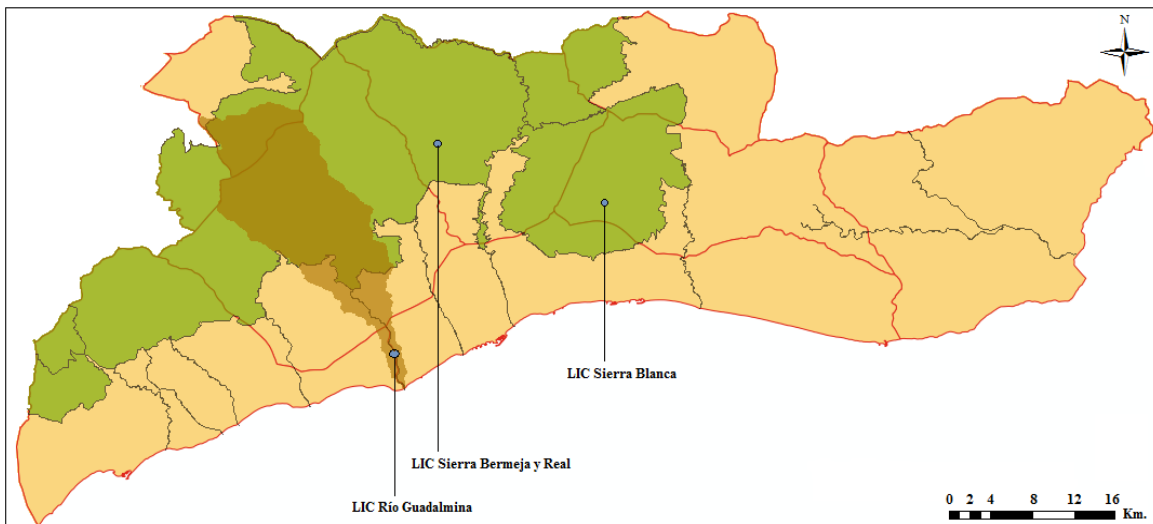 N
LIC Sierra Blanca
LIC Sierra Bermeja y Real
LIC Río Guadalmina
0 2 4 8 12 16
Km.